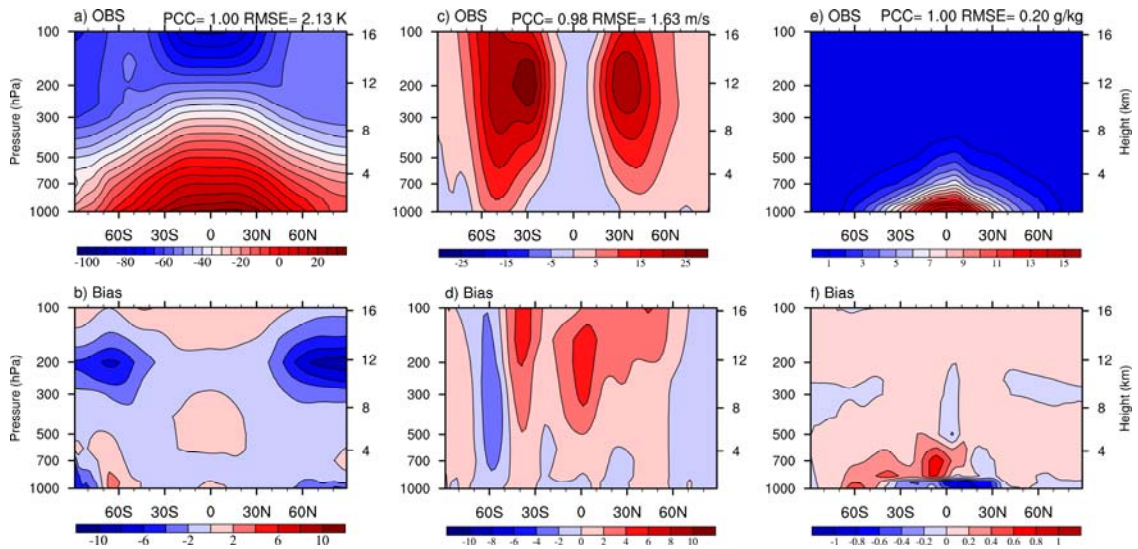 a) OBS PCC= 1.00 RMSE= 2.13 K
c) OBS PCC= 0.98 RMSE= 1.63 m/s
e) OBS PCC= 1.00 RMSE= 0.20 g/kg
Pressure (hPa)
100
200
300
500
700
1000
16
12
8
4
60S 30S 0 30N 60N
-100 -80 -60 -40 -20 0 20
100
200
300
500
700
1000
16
12
8
4
60S 30S 0 30N 60N
-25 -15 -5 5 15 25
100
200
300
500
700
1000
16
12
8
4
Height (km)
60S 30S 0 30N 60N
1 3 5 7 9 11 13 15
b) Bias
d) Bias
f) Bias
Pressure (hPa)
100
200
300
500
700
1000
16
12
8
4
60S 30S 0 30N 60N
-10 -6 -2 2 6 10
100
200
300
500
700
1000
16
12
8
4
60S 30S 0 30N 60N
-10 -8 -6 -4 -2 0 2 4 6 8 10
100
200
300
500
700
1000
16
12
8
4
Height (km)
60S 30S 0 30N 60N
-1 -0.8 -0.6 -0.4 -0.2 0 0.2 0.4 0.6 0.8 1